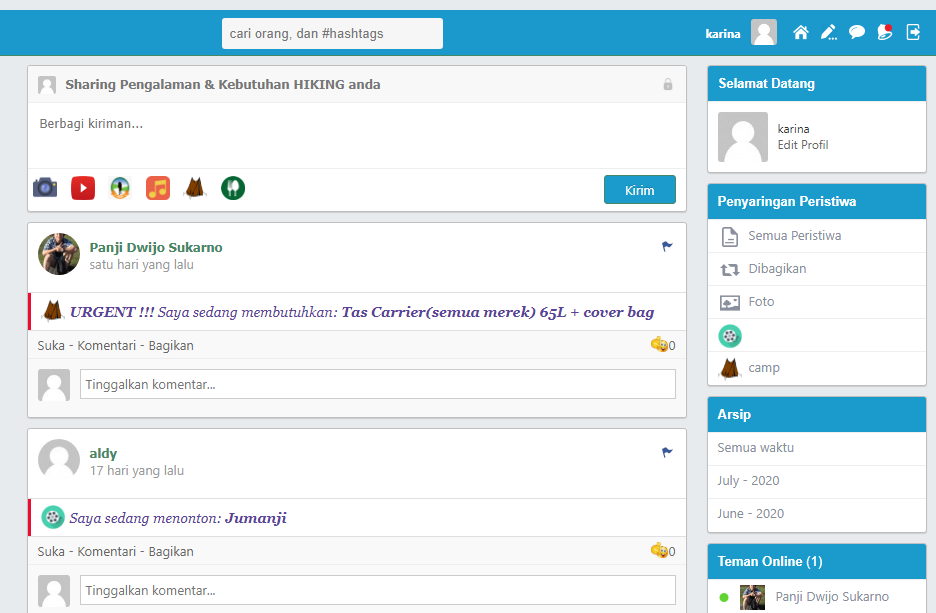 cari orang, dan #hashtags
karina
Sharing Pengalaman & Kebutuhan HIKING anda
Berbagi kiriman...
Kirim
Panji Dwijo Sukarno
satu hari yang lalu
URGENT !!! Saya sedang membutuhkan: Tas Carrier(semua merek) 65L + cover bag
Suka - Komentari - Bagikan
0
Tinggalkan komentar...
aldy
17 hari yang lalu
Saya sedang menonton: Jumanji
Suka - Komentari - Bagikan
0
Tinggalkan komentar...
Selamat Datang
karina
Edit Profil
Penyaringan Peristiwa
Semua Peristiwa
Dibagikan
Foto
camp
Arsip
Semua waktu
July - 2020
June - 2020
Teman Online (1)
Panji Dwijo Sukarno